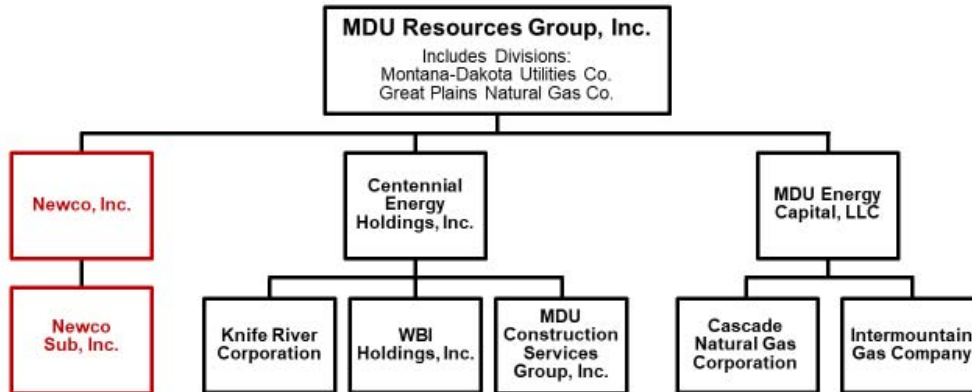 MDU Resources Group, Inc.
Includes Divisions:
Montana-Dakota Utilities Co.
Great Plains Natural Gas Co.
Newco, Inc.
Centennial
Energy
Holdings, Inc.
MDU Energy
Capital, LLC
Newco
Sub, Inc.
Knife River
Corporation
WBI
Holdings, Inc.
MDU
Construction
Services
Group, Inc.
Cascade
Natural Gas
Corporation
Intermountain
Gas Company